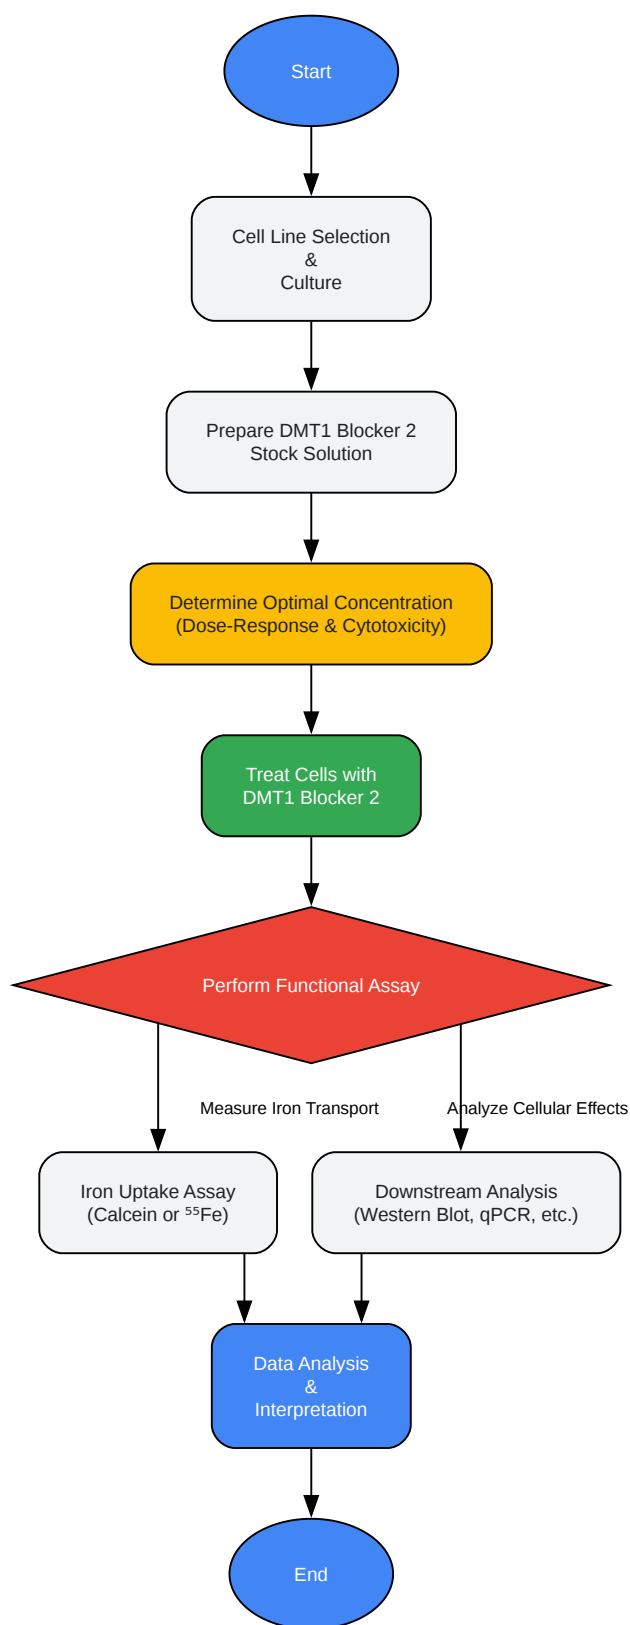 Start
Cell Line Selection
&
Culture
Prepare DMT1 Blocker 2
Stock Solution
Determine Optimal Concentration
(Dose-Response & Cytotoxicity)
Treat Cells with
DMT1 Blocker 2
Perform Functional Assay
Measure Iron Transport
Analyze Cellular Effects
Iron Uptake Assay
(Calcein or ⁵⁵Fe)
Downstream Analysis
(Western Blot, qPCR, etc.)
Data Analysis
&
Interpretation
End